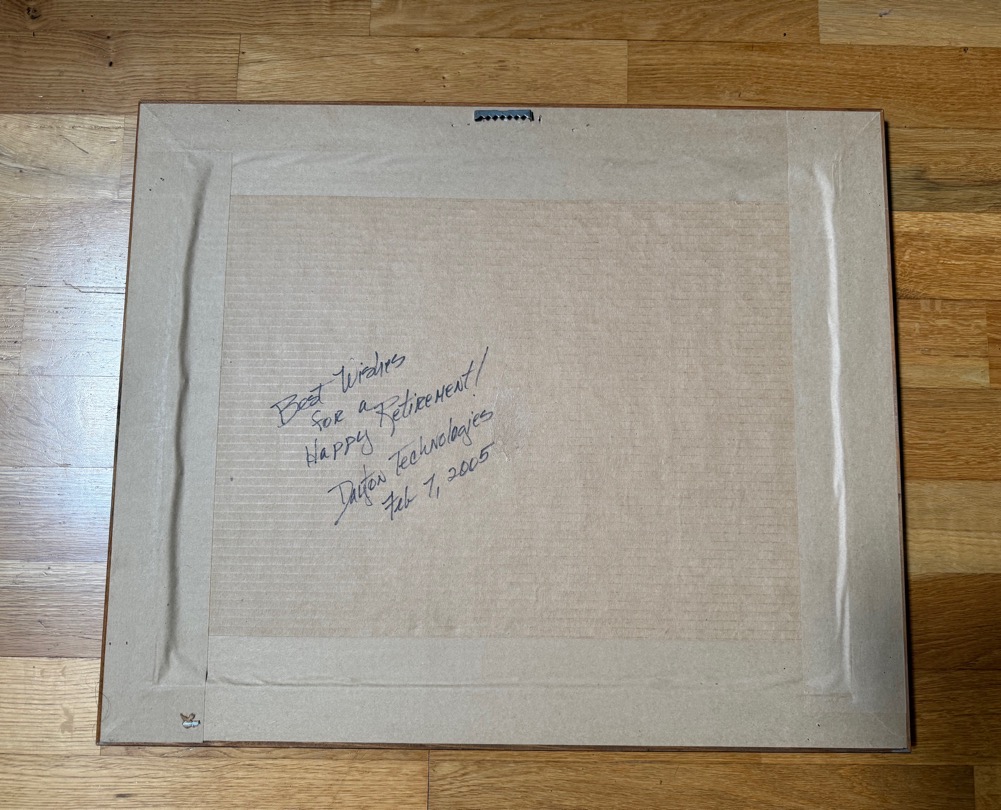 Best Wishes
for a
Happy Retirement!
Dayton Technologies
Feb 7, 2005